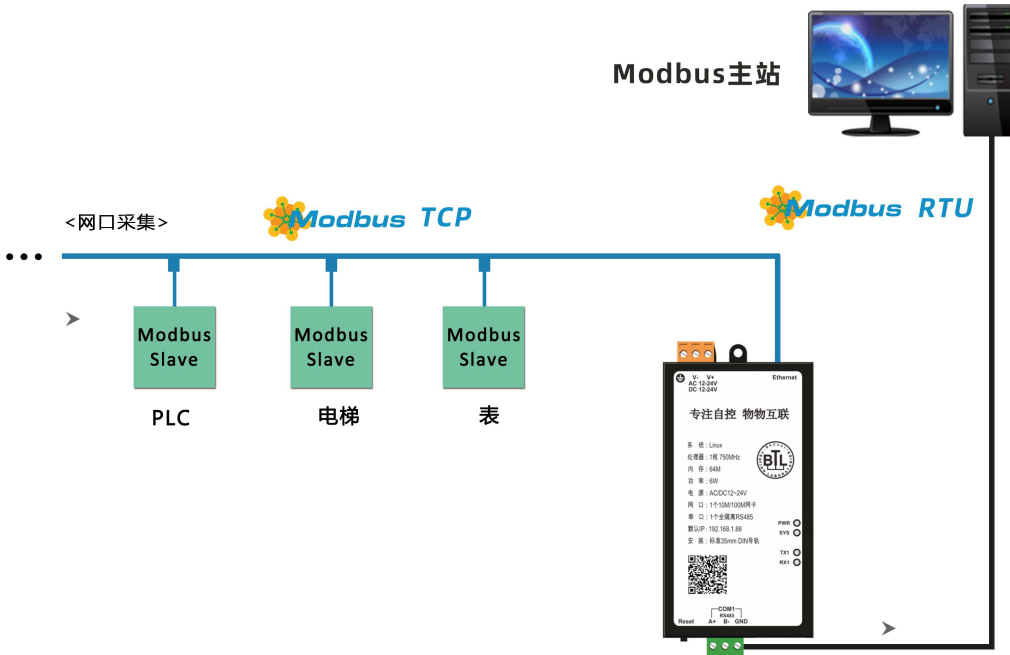 Modbus主站
<网口采集>
Modbus TCP
Modbus RTU
•••
Modbus
Slave
PLC
Modbus
Slave
电梯
Modbus
Slave
表
V- V+
AC 12-24V
DC 12-24V
Ethernet
专注自控 物物互联
系 统：Linux
处理器：1核 750MHz
内 存：64M
功 率：6W
电 源：AC/DC12~24V
网 口：1个10M/100M网卡
串 口：1个全隔离RS485
默认IP：192.168.1.88
安 装：标准35mm DIN导轨
BTL
PWR
SYS
TX1
RX1
COM1
RS485
Reset A+ B- GND